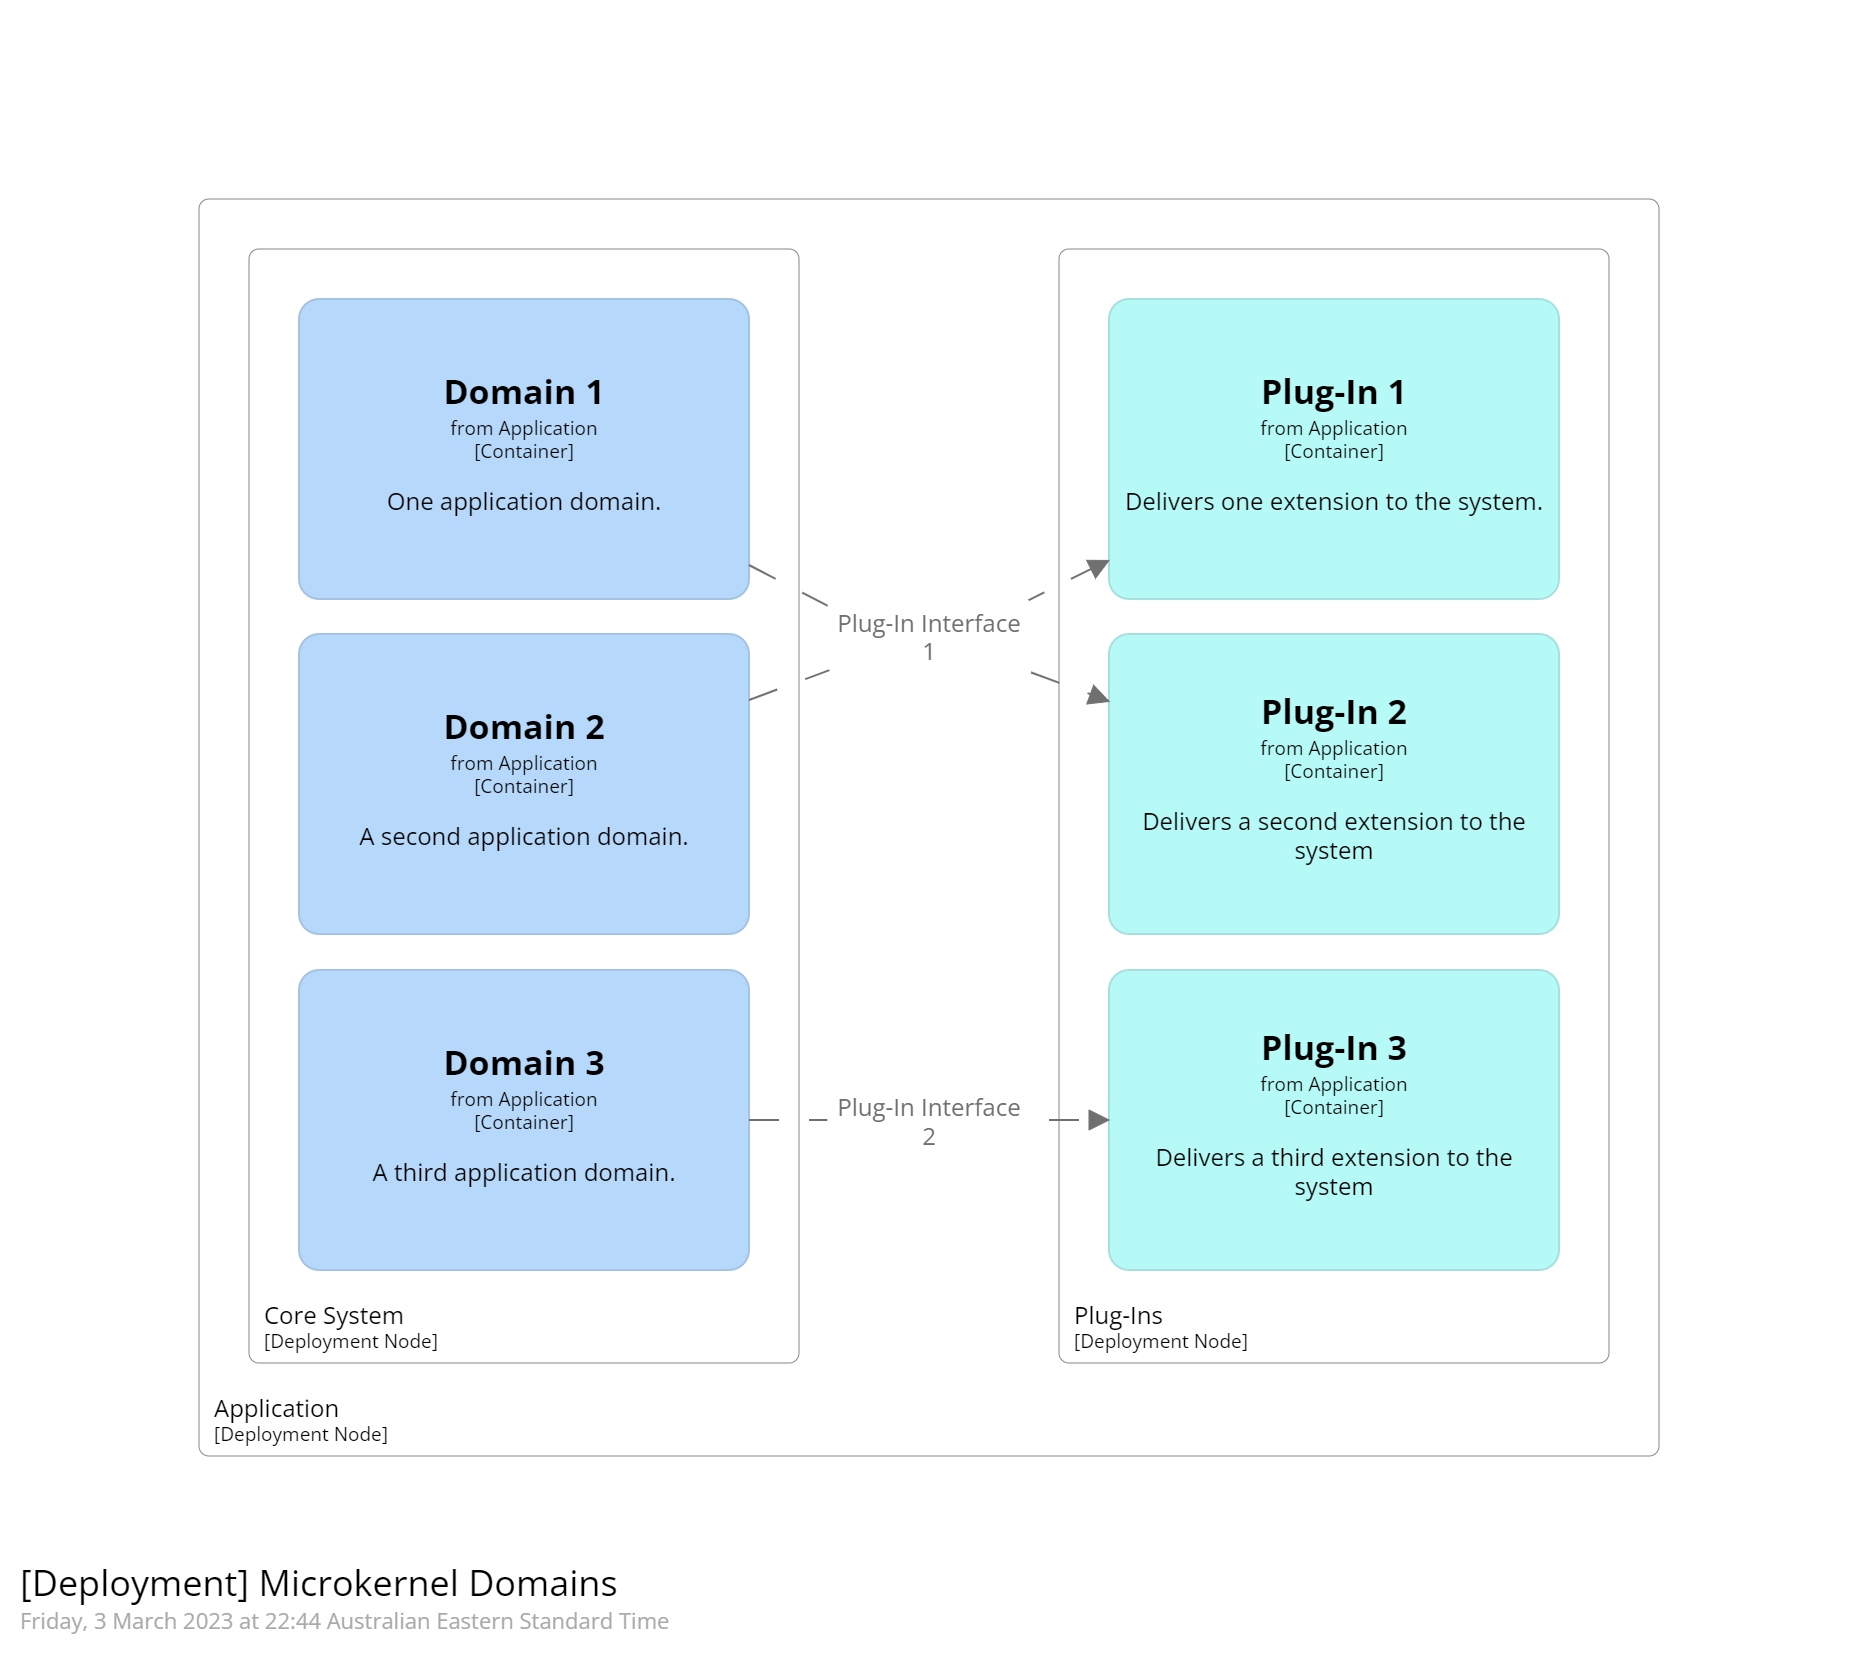 Domain 1
from Application
[Container]
One application domain.
Plug-In 1
from Application
[Container]
Delivers one extension to the system.
Plug-In Interface
1
Domain 2
from Application
[Container]
A second application domain.
Plug-In 2
from Application
[Container]
Delivers a second extension to the
system
Domain 3
from Application
[Container]
A third application domain.
Plug-In Interface
2
Plug-In 3
from Application
[Container]
Delivers a third extension to the
system
Core System
[Deployment Node]
Plug-Ins
[Deployment Node]
Application
[Deployment Node]
[Deployment] Microkernel Domains
Friday, 3 March 2023 at 22:44 Australian Eastern Standard Time